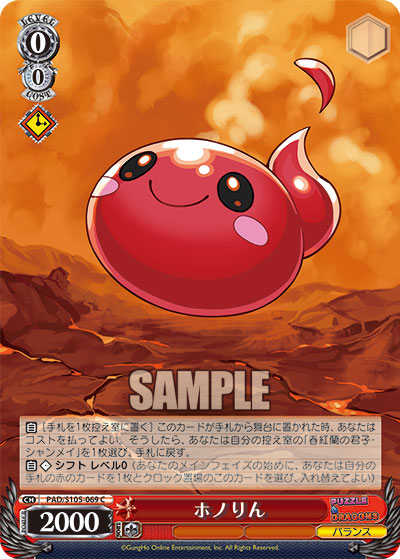 LEVEL
0
0
COST
SAMPLE
自 [手札を1枚控え室に置く] このカードが手札から舞台に置かれた時、あなたは
コストを払ってよい。そうしたら、あなたは自分の控え室の「春紅蘭の君子・
シャンメイ」を1枚選び、手札に戻す。
自 シフト レベル0 (あなたのメインフェイズの始めに、あなたは自分の
手札の赤のカードを1枚とクロック置場のこのカードを選び、入れ替えてよい)
CH PAD/S105-069 C
2000
ホノりん
PUZZLE & DRAGONS
バランス
©GungHo Online Entertainment, Inc. All Rights Reserved.